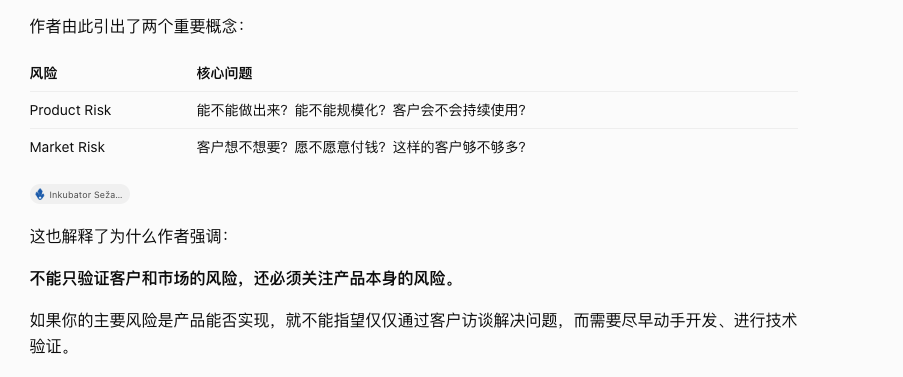 作者由此引出了两个重要概念：
风险 核心问题
Product Risk 能不能做出来？能不能规模化？客户会不会持续使用？
Market Risk 客户想不想要？愿不愿意付钱？这样的客户够不够多？
Inkubator Seža...
这也解释了为什么作者强调：
不能只验证客户和市场的风险，还必须关注产品本身的风险。
如果你的主要风险是产品能否实现，就不能指望仅仅通过客户访谈解决问题，而需要尽早动手开发、进行技术
验证。